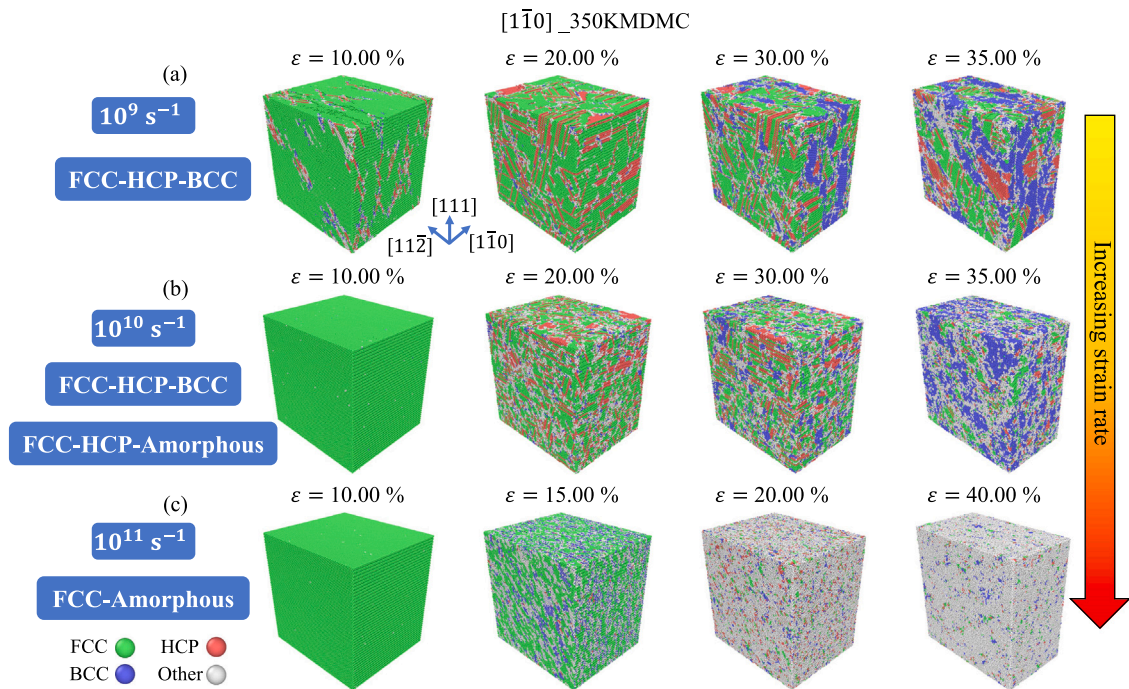 [11̅0] _350KMDMC
(a)
ε = 10.00 %
ε = 20.00 %
ε = 30.00 %
ε = 35.00 %
10⁹ s⁻¹
FCC-HCP-BCC
[111]
[112̅]
[11̅0]
(b)
ε = 10.00 %
ε = 20.00 %
ε = 30.00 %
ε = 35.00 %
10¹⁰ s⁻¹
FCC-HCP-BCC
FCC-HCP-Amorphous
(c)
ε = 10.00 %
ε = 15.00 %
ε = 20.00 %
ε = 40.00 %
10¹¹ s⁻¹
FCC-Amorphous
FCC
HCP
BCC
Other
Increasing strain rate